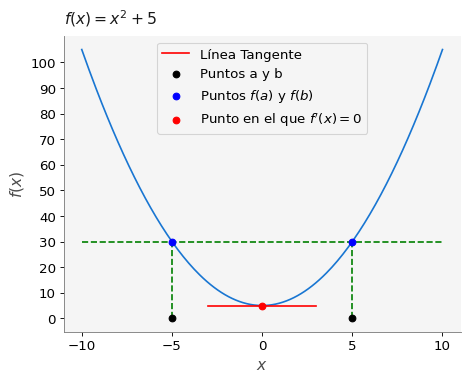 f(x) = x² + 5
Línea Tangente
Puntos a y b
Puntos f(a) y f(b)
Punto en el que f′(x) = 0
100
90
80
70
60
50
40
30
20
10
0
f(x)
−10 −5 0 5 10
x